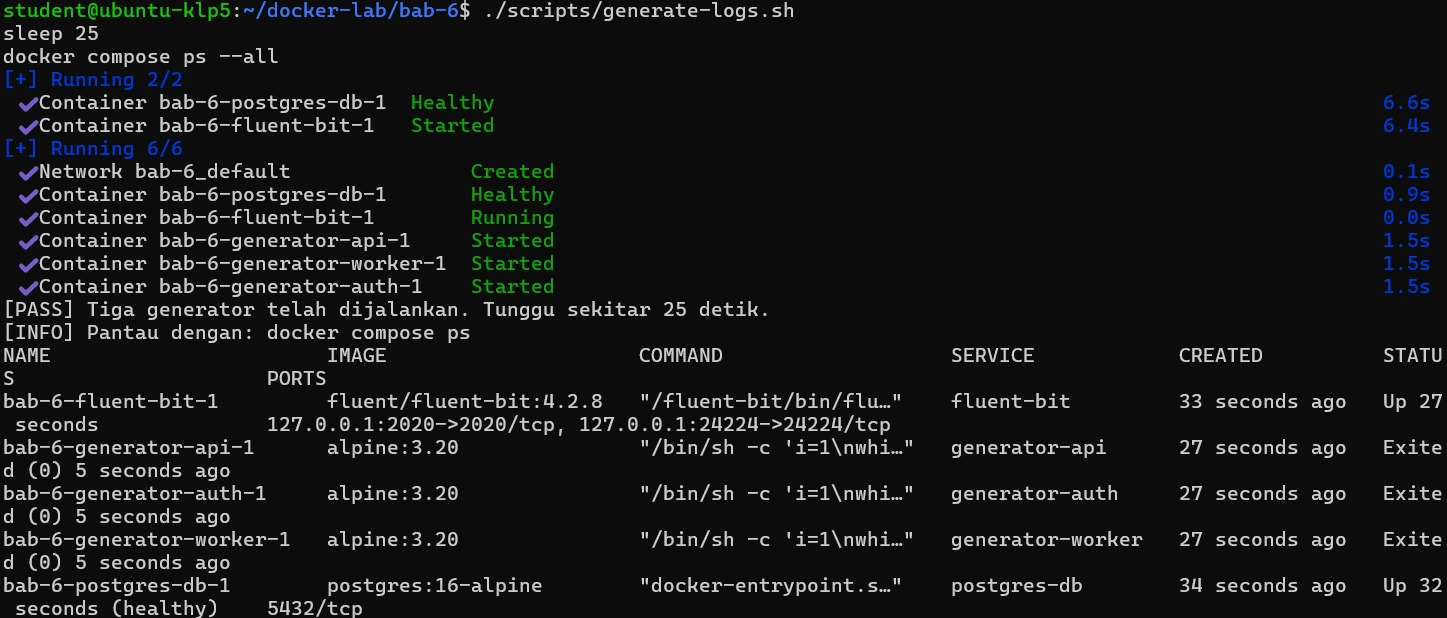 student@ubuntu-klp5:~/docker-lab/bab-6$ ./scripts/generate-logs.sh
sleep 25
docker compose ps --all
[+] Running 2/2
✔Container bab-6-postgres-db-1  Healthy 6.6s
✔Container bab-6-fluent-bit-1   Started 6.4s
[+] Running 6/6
✔Network bab-6_default               Created 0.1s
✔Container bab-6-postgres-db-1       Healthy 0.9s
✔Container bab-6-fluent-bit-1        Running 0.0s
✔Container bab-6-generator-api-1     Started 1.5s
✔Container bab-6-generator-worker-1  Started 1.5s
✔Container bab-6-generator-auth-1    Started 1.5s
[PASS] Tiga generator telah dijalankan. Tunggu sekitar 25 detik.
[INFO] Pantau dengan: docker compose ps
NAME                       IMAGE                     COMMAND                   SERVICE            CREATED          STATU
S                     PORTS
bab-6-fluent-bit-1         fluent/fluent-bit:4.2.8   "/fluent-bit/bin/flu…"    fluent-bit         33 seconds ago   Up 27
 seconds              127.0.0.1:2020->2020/tcp, 127.0.0.1:24224->24224/tcp
bab-6-generator-api-1      alpine:3.20               "/bin/sh -c 'i=1\nwhi…"   generator-api      27 seconds ago   Exite
d (0) 5 seconds ago
bab-6-generator-auth-1     alpine:3.20               "/bin/sh -c 'i=1\nwhi…"   generator-auth     27 seconds ago   Exite
d (0) 5 seconds ago
bab-6-generator-worker-1   alpine:3.20               "/bin/sh -c 'i=1\nwhi…"   generator-worker   27 seconds ago   Exite
d (0) 5 seconds ago
bab-6-postgres-db-1        postgres:16-alpine        "docker-entrypoint.s…"    postgres-db        34 seconds ago   Up 32
 seconds (healthy)    5432/tcp